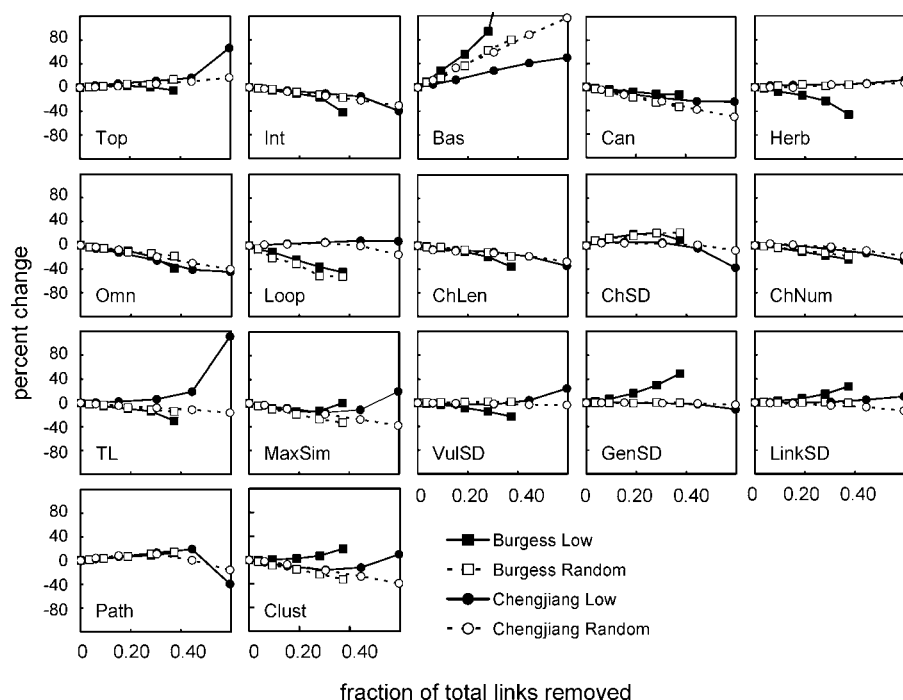 80
40
0
-40
-80
Top
Int
Bas
Can
Herb
80
40
0
-40
-80
Omn
Loop
ChLen
ChSD
ChNum
percent change
80
40
0
-40
-80
TL
MaxSim
VulSD
GenSD
LinkSD
0 0.20 0.40
0 0.20 0.40
0 0.20 0.40
80
40
0
-40
-80
Path
Clust
Burgess Low
Burgess Random
Chengjiang Low
Chengjiang Random
0 0.20 0.40
0 0.20 0.40
fraction of total links removed